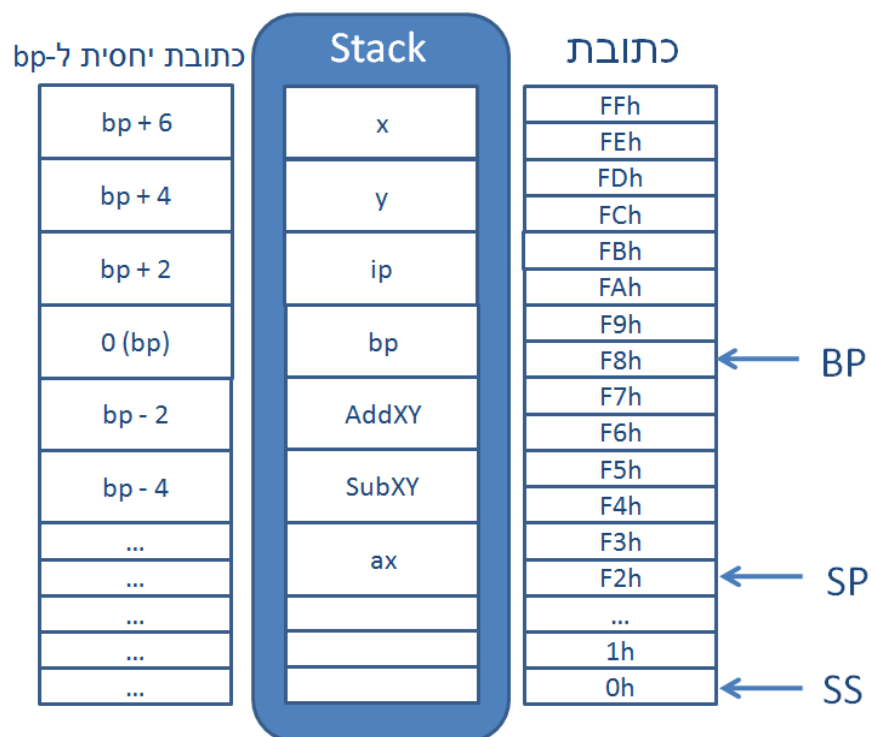 כתובת יחסית ל-bp
bp + 6
bp + 4
bp + 2
0 (bp)
bp - 2
bp - 4
...
...
...
...
...
Stack
x
y
ip
bp
AddXY
SubXY
ax
כתובת
FFh
FEh
FDh
FCh
FBh
FAh
F9h
F8h
F7h
F6h
F5h
F4h
F3h
F2h
...
1h
0h
BP
SP
SS